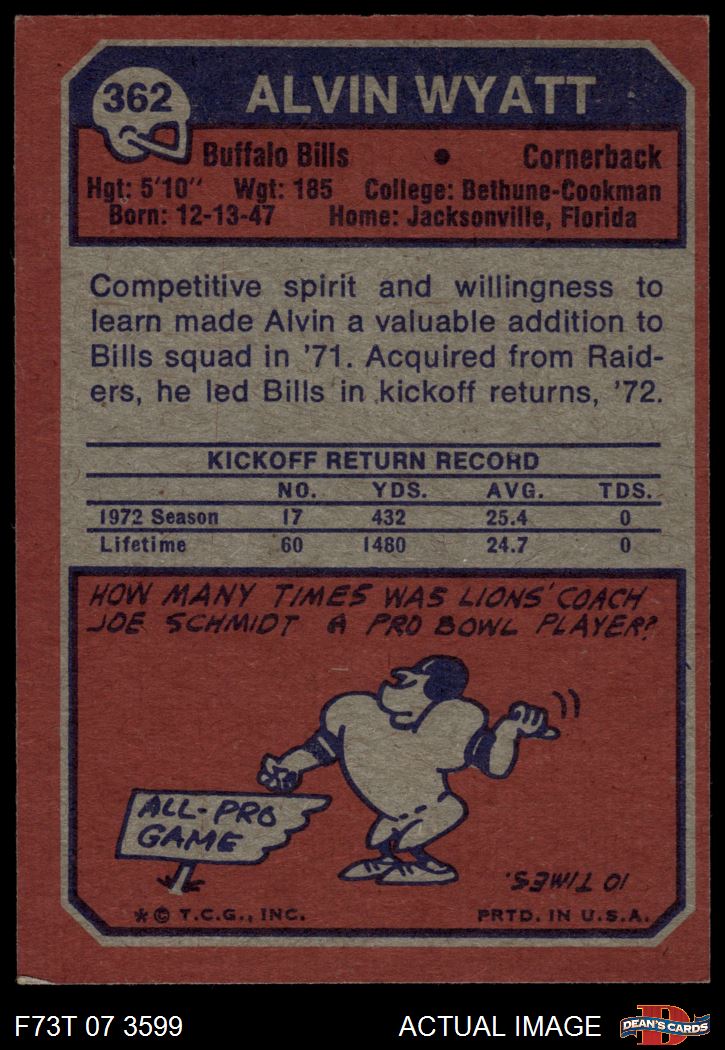 362 ALVIN WYATT
Buffalo Bills • Cornerback
Hgt: 5'10" Wgt: 185 College: Bethune-Cookman
Born: 12-13-47 Home: Jacksonville, Florida
Competitive spirit and willingness to
learn made Alvin a valuable addition to
Bills squad in '71. Acquired from Raid-
ers, he led Bills in kickoff returns, '72.
KICKOFF RETURN RECORD
NO. YDS. AVG. TDS.
1972 Season 17 432 25.4 0
Lifetime 60 1480 24.7 0
HOW MANY TIMES WAS LIONS' COACH
JOE SCHMIDT A PRO BOWL PLAYER?
ALL-PRO
GAME
10 TIMES.
*© T.C.G., INC. PRTD. IN U.S.A.
F73T 07 3599 ACTUAL IMAGE D DEAN'S CARDS